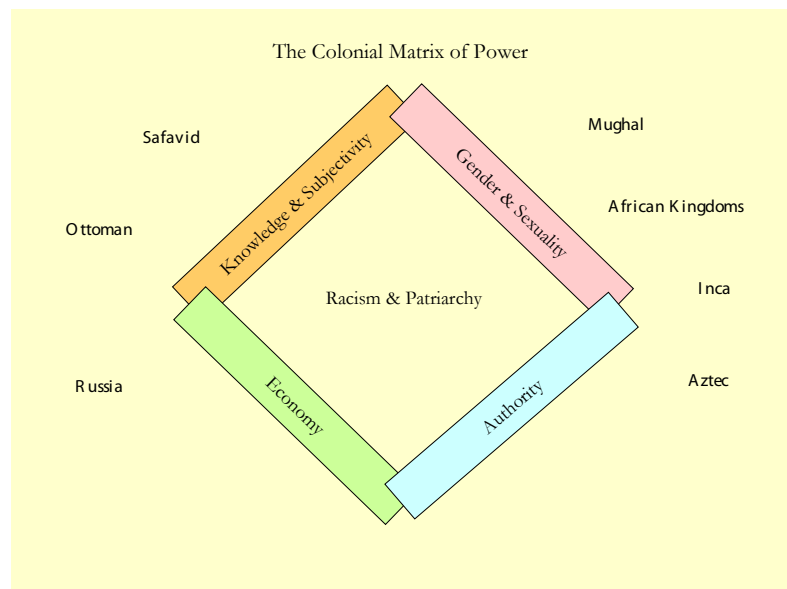 The Colonial Matrix of Power
Safavid
Mughal
Knowledge & Subjectivity
Gender & Sexuality
Ottoman
African Kingdoms
Racism & Patriarchy
Inca
Russia
Economy
Authority
Aztec